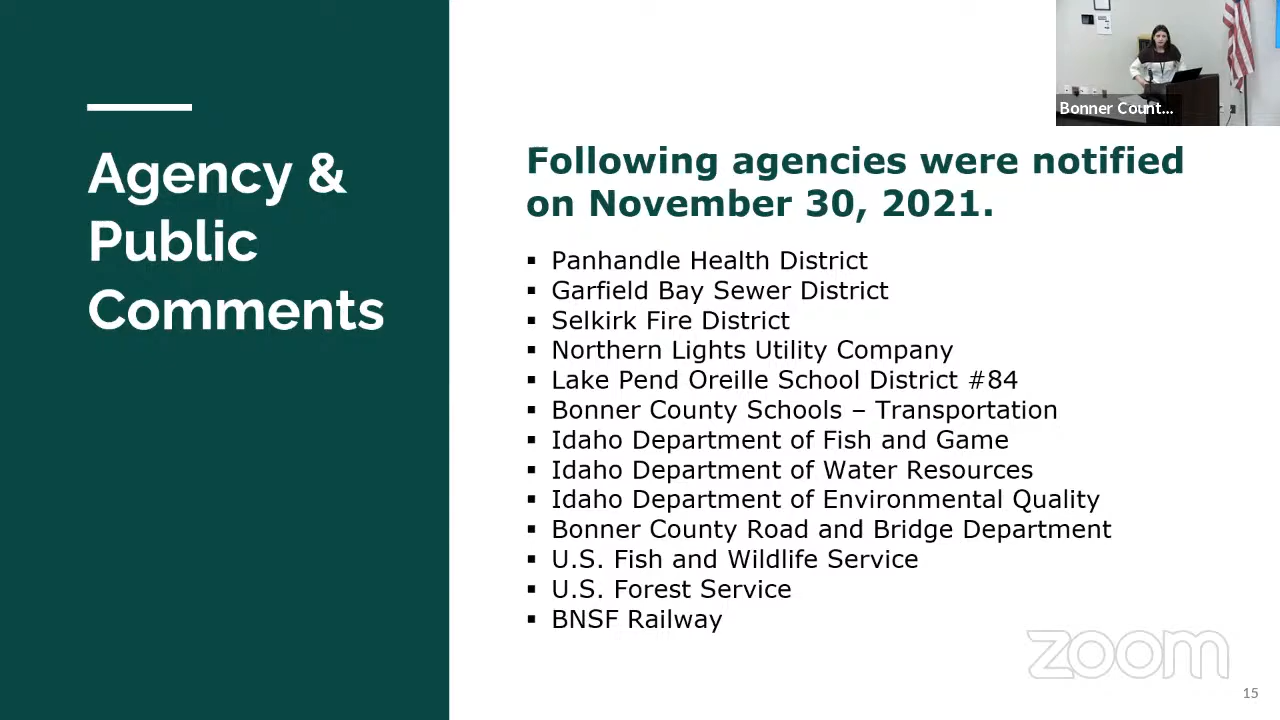 Bonner Count...
Agency &
Public
Comments
Following agencies were notified
on November 30, 2021.
▪ Panhandle Health District
▪ Garfield Bay Sewer District
▪ Selkirk Fire District
▪ Northern Lights Utility Company
▪ Lake Pend Oreille School District #84
▪ Bonner County Schools – Transportation
▪ Idaho Department of Fish and Game
▪ Idaho Department of Water Resources
▪ Idaho Department of Environmental Quality
▪ Bonner County Road and Bridge Department
▪ U.S. Fish and Wildlife Service
▪ U.S. Forest Service
▪ BNSF Railway
zoom
15